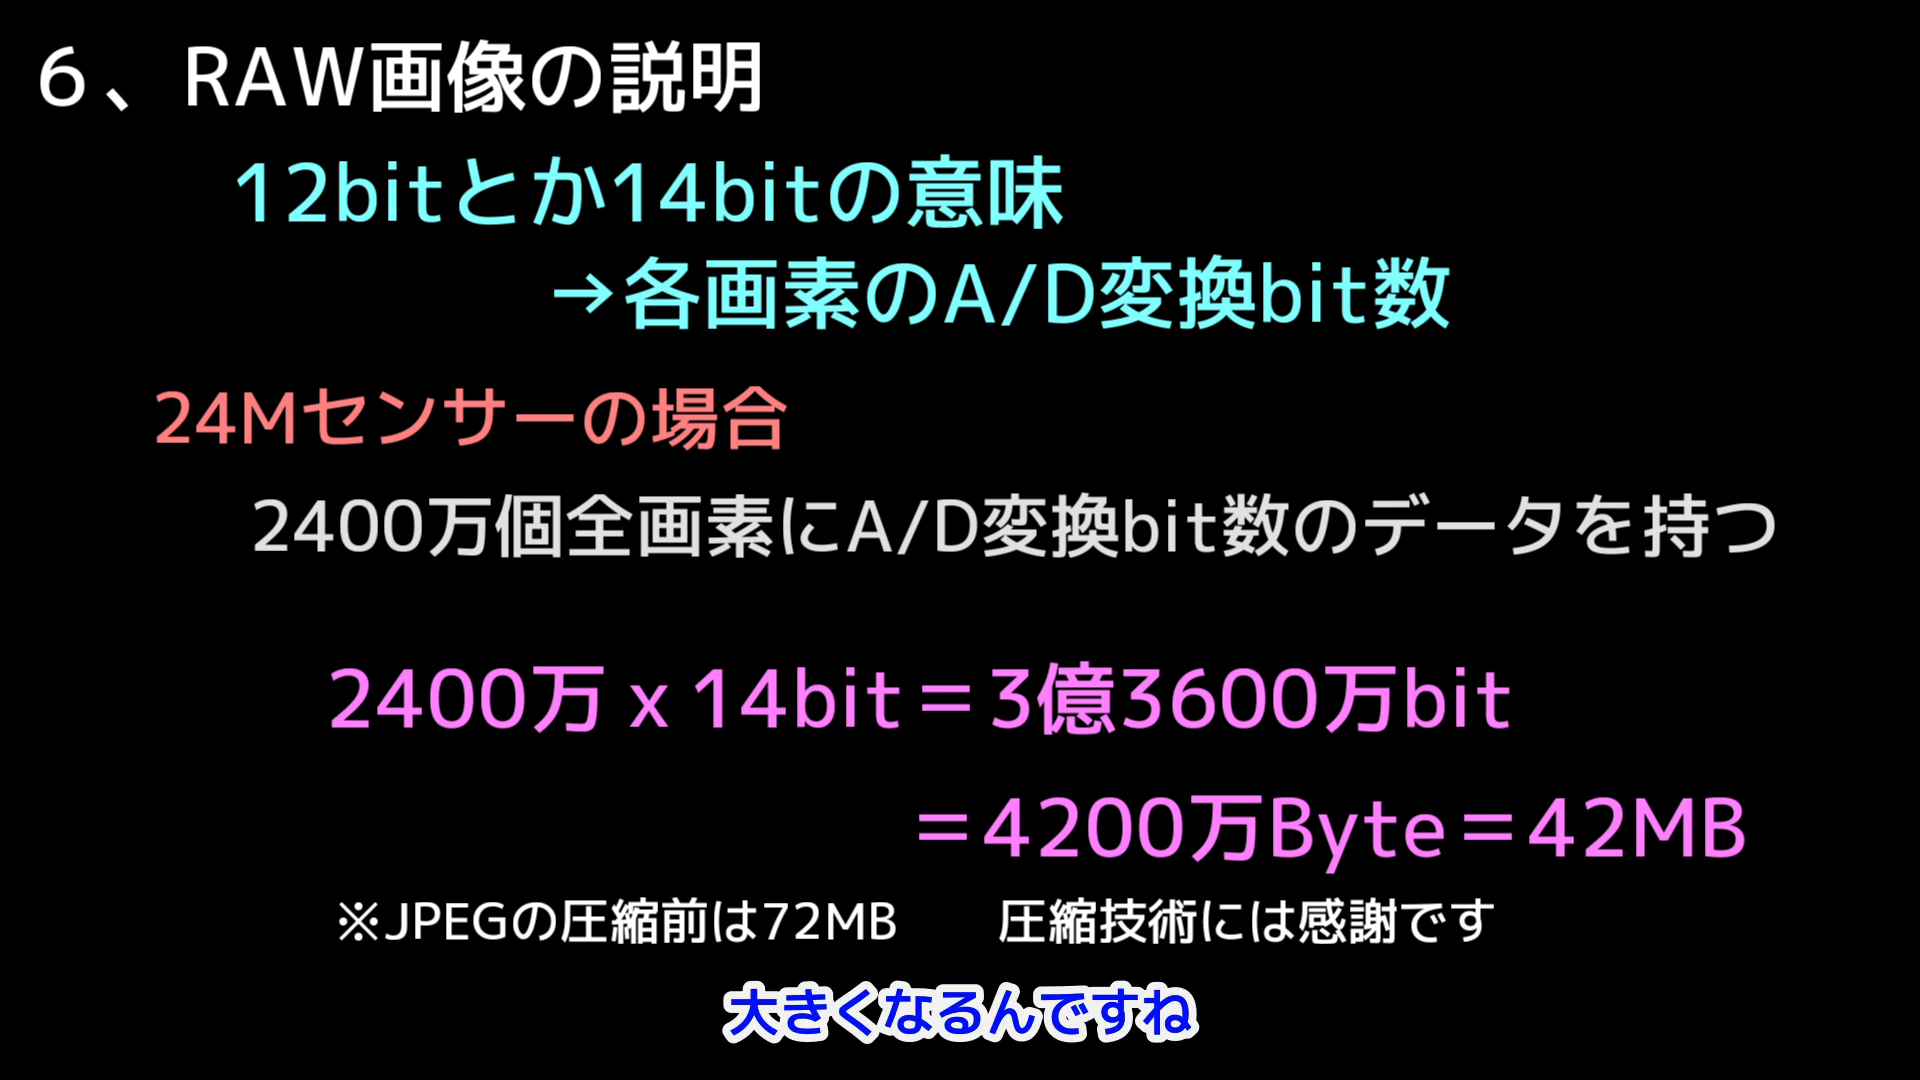 ６、RAW画像の説明
12bitとか14bitの意味
→各画素のA/D変換bit数
24Mセンサーの場合
2400万個全画素にA/D変換bit数のデータを持つ
2400万 x 14bit＝3億3600万bit
＝4200万Byte＝42MB
※JPEGの圧縮前は72MB　　圧縮技術には感謝です
大きくなるんですね